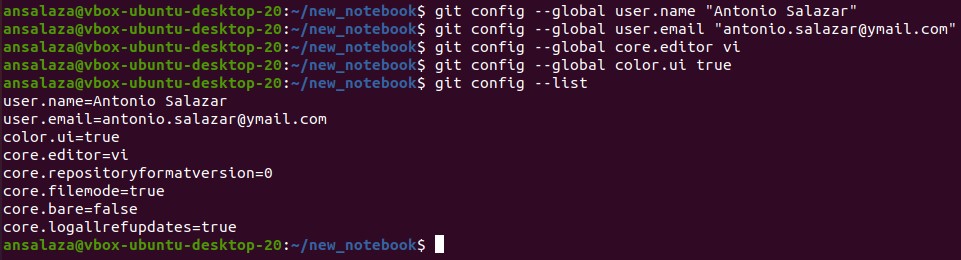 ansalaza@vbox-ubuntu-desktop-20:~/new_notebook$ git config --global user.name "Antonio Salazar"
ansalaza@vbox-ubuntu-desktop-20:~/new_notebook$ git config --global user.email "antonio.salazar@ymail.com"
ansalaza@vbox-ubuntu-desktop-20:~/new_notebook$ git config --global core.editor vi
ansalaza@vbox-ubuntu-desktop-20:~/new_notebook$ git config --global color.ui true
ansalaza@vbox-ubuntu-desktop-20:~/new_notebook$ git config --list
user.name=Antonio Salazar
user.email=antonio.salazar@ymail.com
color.ui=true
core.editor=vi
core.repositoryformatversion=0
core.filemode=true
core.bare=false
core.logallrefupdates=true
ansalaza@vbox-ubuntu-desktop-20:~/new_notebook$